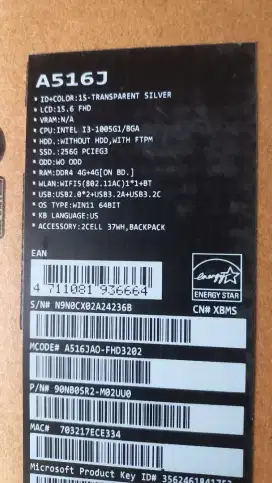 A516J
* ID+COLOR:1S-TRANSPARENT SILVER
* LCD:15.6 FHD
* VRAM:N/A
* CPU:INTEL I3-1005G1/BGA
* HDD.:WITHOUT HDD,WITH FTPM
* SSD.:256G PCIEG3
* ODD:WO ODD
* RAM:DDR4 4G+4G[ON BD.]
* WLAN:WIFI5(802.11AC)1*1+BT
* USB:USB2.0*2+USB3.2A+USB3.2C
* OS TYPE:WIN11 64BIT
* KB LANGUAGE:US
* ACCESSORY:2CELL 37WH,BACKPACK
EAN
4 711081 936664
energy
ENERGY STAR
S/N# N9N0CX02A24236B
CN# XBMS
MCODE# A516JAO-FHD3202
P/N# 90NB0SR2-M02UU0
MAC# 703217ECE334
Microsoft Product Key ID#